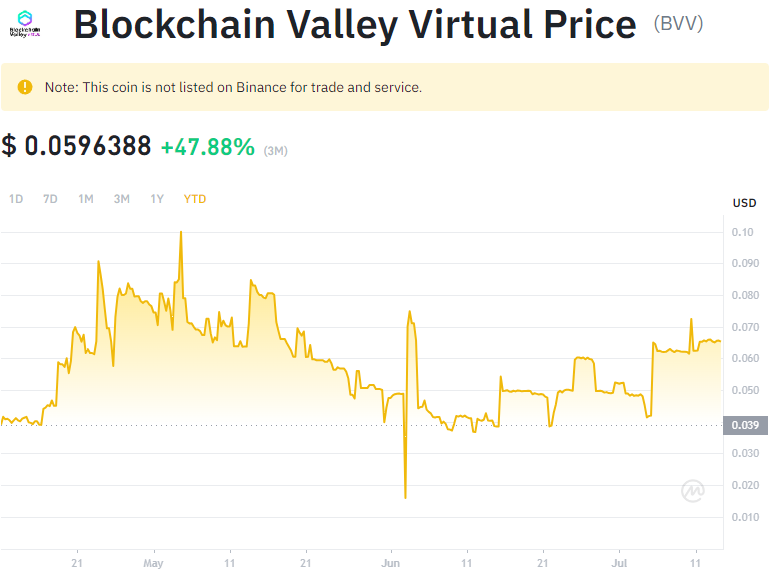 Blockchain Valley Virtual Price (BVV)
Blockchain
Valley
Note: This coin is not listed on Binance for trade and service.
$ 0.0596388 +47.88% (3M)
1D 7D 1M 3M 1Y YTD
USD
0.10
0.090
0.080
0.070
0.060
0.050
0.039
0.030
0.020
0.010
21 May 11 21 Jun 11 21 Jul 11